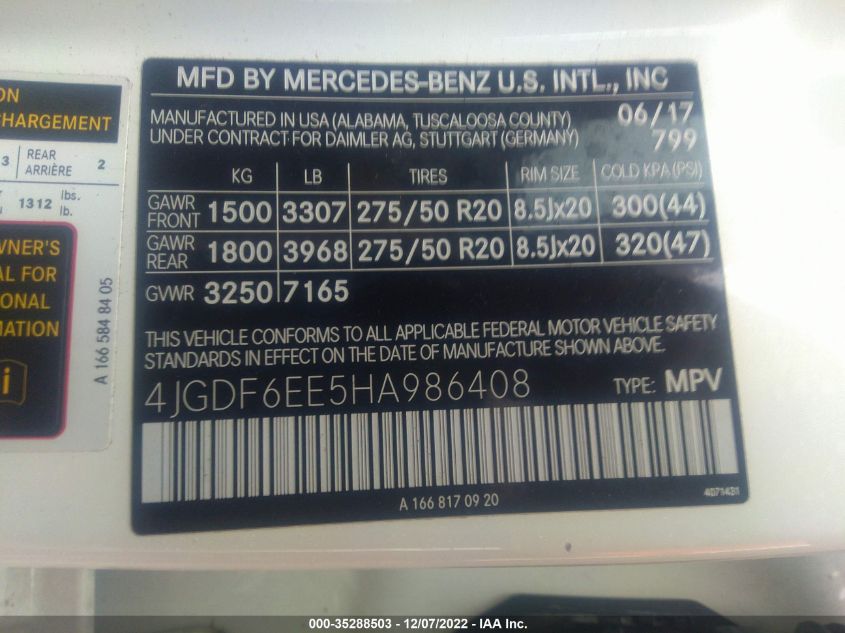 ON
CHARGEMENT
3 REAR ARRIÈRE 2
1312 lbs. lb.
WNER'S
AL FOR
IONAL
MATION
i
A 166 584 84 05
MFD BY MERCEDES-BENZ U.S. INTL., INC
MANUFACTURED IN USA (ALABAMA, TUSCALOOSA COUNTY) 06/17
UNDER CONTRACT FOR DAIMLER AG, STUTTGART (GERMANY) 799
KG LB TIRES RIM SIZE COLD KPA(PSI)
GAWR FRONT 1500 3307 275/50 R20 8.5Jx20 300(44)
GAWR REAR 1800 3968 275/50 R20 8.5Jx20 320(47)
GVWR 3250 7165
THIS VEHICLE CONFORMS TO ALL APPLICABLE FEDERAL MOTOR VEHICLE SAFETY
STANDARDS IN EFFECT ON THE DATE OF MANUFACTURE SHOWN ABOVE.
4JGDF6EE5HA986408 TYPE: MPV
A 166 817 09 20
000-35288503 - 12/07/2022 - IAA Inc.